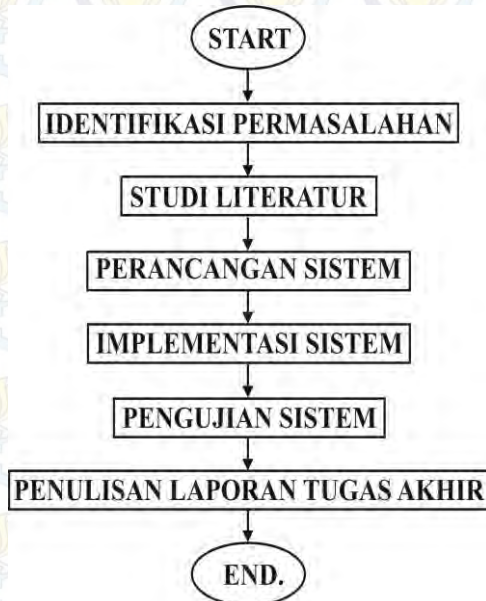 START
IDENTIFIKASI PERMASALAHAN
STUDI LITERATUR
PERANCANGAN SISTEM
IMPLEMENTASI SISTEM
PENGUJIAN SISTEM
PENULISAN LAPORAN TUGAS AKHIR
END.